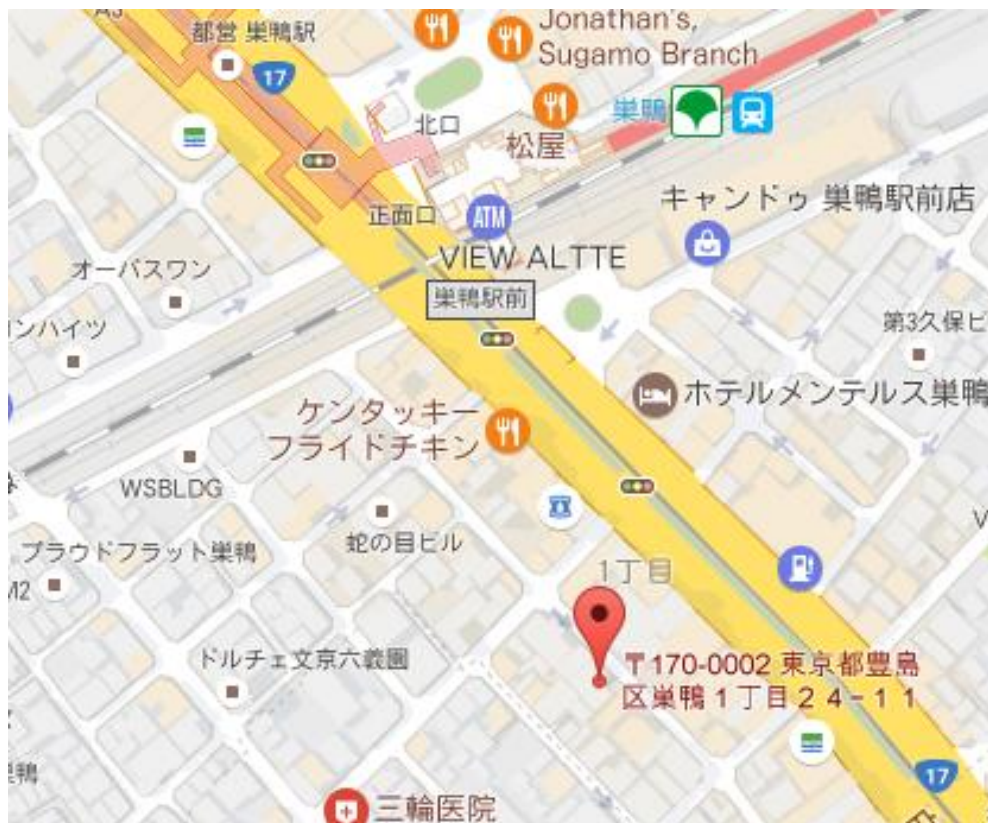 A3
都営 巣鴨駅
17
Jonathan's,
Sugamo Branch
北口
松屋
巣鴨
正面口
ATM
VIEW ALTTE
キャンドゥ 巣鴨駅前店
オーパスワン
巣鴨駅前
ンハイツ
第3久保ビ
ホテルメンテルス巣鴨
ケンタッキー
フライドチキン
WSBLDG
蛇の目ビル
プラウドフラット巣鴨
M2
1丁目
ドルチェ文京六義園
〒170-0002 東京都豊島
区巣鴨1丁目24-11
巣鴨
17
三輪医院